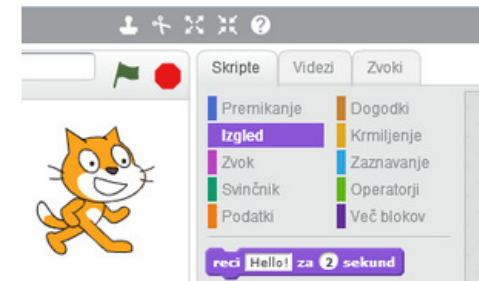 Skripte Videzi Zvoki
Premikanje Dogodki
Izgled Krmiljenje
Zvok Zaznavanje
Svinčnik Operatorji
Podatki Več blokov
reci Hello! za 2 sekund